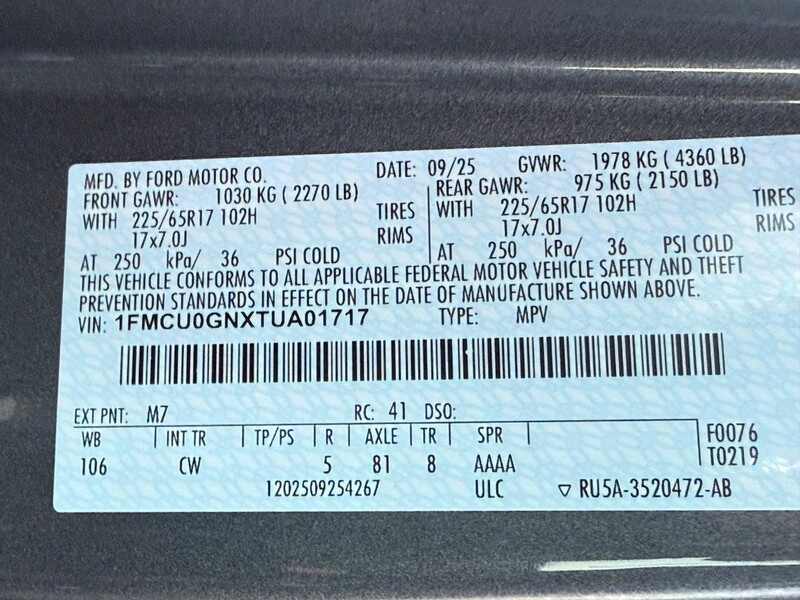 MFD. BY FORD MOTOR CO. DATE: 09/25 GVWR: 1978 KG ( 4360 LB)
FRONT GAWR: 1030 KG ( 2270 LB) REAR GAWR: 975 KG ( 2150 LB)
WITH 225/65R17 102H TIRES WITH 225/65R17 102H TIRES
17x7.0J RIMS 17x7.0J RIMS
AT 250 kPa/ 36 PSI COLD AT 250 kPa/ 36 PSI COLD
THIS VEHICLE CONFORMS TO ALL APPLICABLE FEDERAL MOTOR VEHICLE SAFETY AND THEFT
PREVENTION STANDARDS IN EFFECT ON THE DATE OF MANUFACTURE SHOWN ABOVE.
VIN: 1FMCU0GNXTUA01717 TYPE: MPV
EXT PNT: M7 RC: 41 DSO:
WB INT TR TP/PS R AXLE TR SPR F0076
106 CW 5 81 8 AAAA T0219
1202509254267 ULC ▽ RU5A-3520472-AB